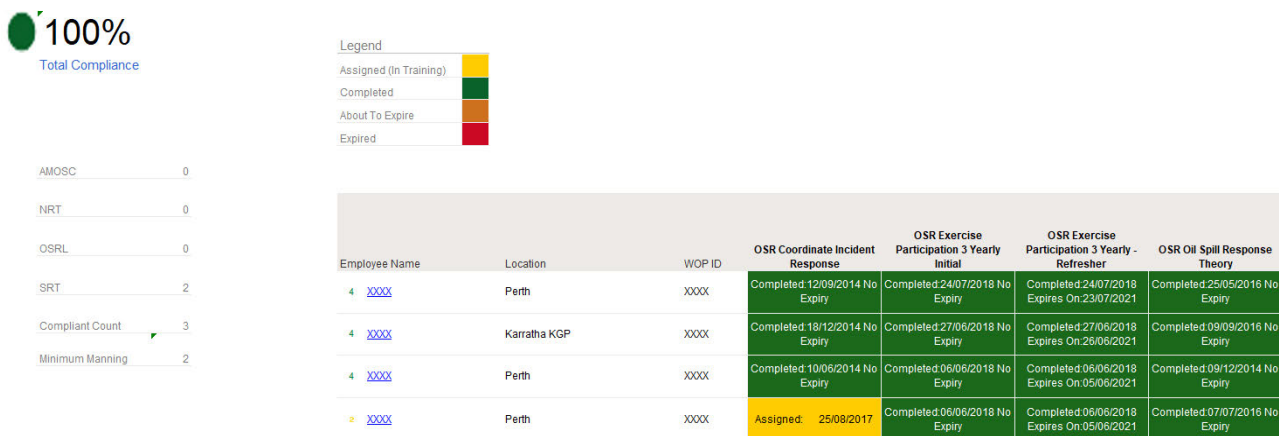 100%
Total Compliance
Legend
Assigned (In Training)
Completed
About To Expire
Expired
AMOSC 0
NRT 0
OSRL 0
SRT 2
Compliant Count 3
Minimum Manning 2
Employee Name Location WOP ID OSR Coordinate Incident Response OSR Exercise Participation 3 Yearly Initial OSR Exercise Participation 3 Yearly - Refresher OSR Oil Spill Response Theory
4 XXXX Perth XXXX Completed:12/09/2014 No Expiry Completed:24/07/2018 No Expiry Completed:24/07/2018 Expires On:23/07/2021 Completed:25/05/2016 No Expiry
4 XXXX Karratha KGP XXXX Completed:18/12/2014 No Expiry Completed:27/06/2018 No Expiry Completed:27/06/2018 Expires On:26/06/2021 Completed:09/09/2016 No Expiry
4 XXXX Perth XXXX Completed:10/06/2014 No Expiry Completed:06/06/2018 No Expiry Completed:06/06/2018 Expires On:05/06/2021 Completed:09/12/2014 No Expiry
2 XXXX Perth XXXX Assigned: 25/08/2017 Completed:06/06/2018 No Expiry Completed:06/06/2018 Expires On:05/06/2021 Completed:07/07/2016 No Expiry